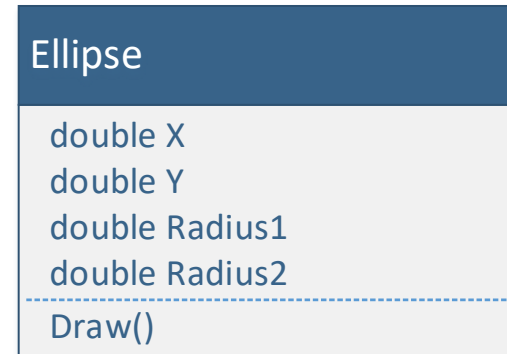 Ellipse
double X
double Y
double Radius1
double Radius2
Draw()